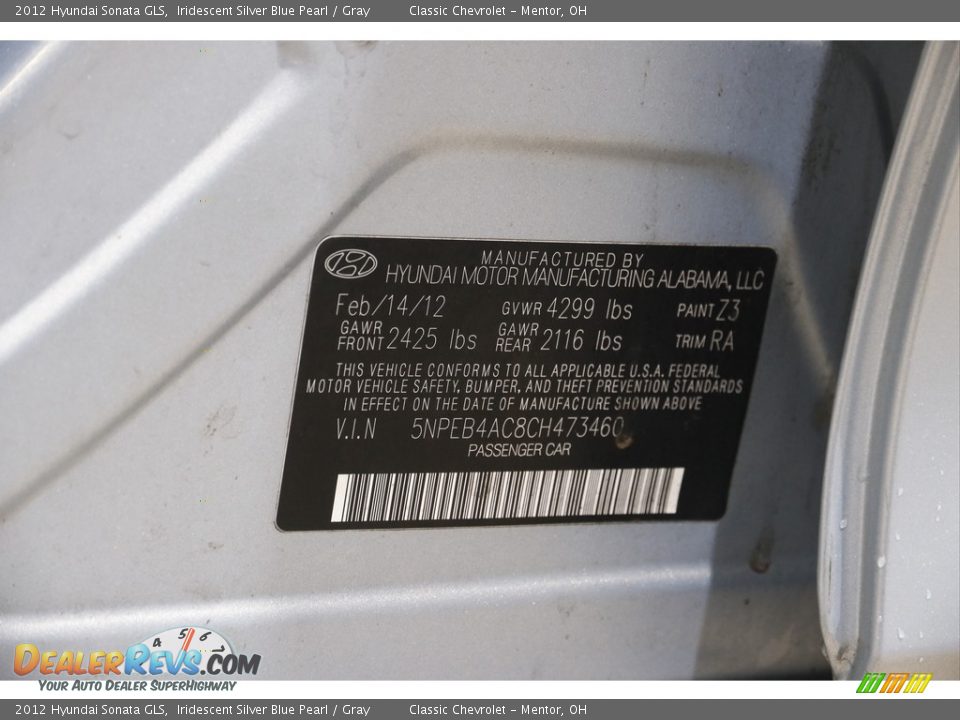 2012 Hyundai Sonata GLS, Iridescent Silver Blue Pearl / Gray Classic Chevrolet - Mentor, OH
MANUFACTURED BY
HYUNDAI MOTOR MANUFACTURING ALABAMA, LLC
Feb/14/12 GVWR 4299 lbs PAINT Z3
GAWR FRONT 2425 lbs GAWR REAR 2116 lbs TRIM RA
THIS VEHICLE CONFORMS TO ALL APPLICABLE U.S.A. FEDERAL
MOTOR VEHICLE SAFETY, BUMPER, AND THEFT PREVENTION STANDARDS
IN EFFECT ON THE DATE OF MANUFACTURE SHOWN ABOVE
V.I.N 5NPEB4AC8CH473460
PASSENGER CAR
4 5 6 7
DEALERREVS.COM
YOUR AUTO DEALER SUPERHIGHWAY
2012 Hyundai Sonata GLS, Iridescent Silver Blue Pearl / Gray Classic Chevrolet - Mentor, OH